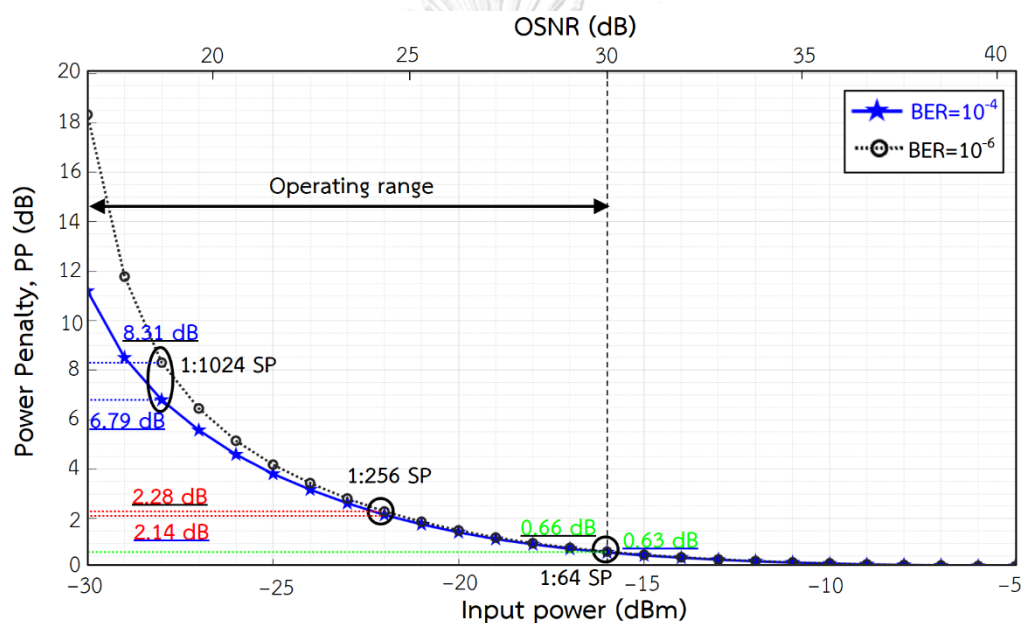 OSNR (dB)
20 25 30 35 40
20
18
16
14
12
10
8
6
4
2
0
Power Penalty, PP (dB)
BER=10⁻⁴
BER=10⁻⁶
Operating range
8.31 dB
1:1024 SP
6.79 dB
1:256 SP
2.28 dB
2.14 dB
0.66 dB
0.63 dB
1:64 SP
−30 −25 −20 −15 −10 −5
Input power (dBm)